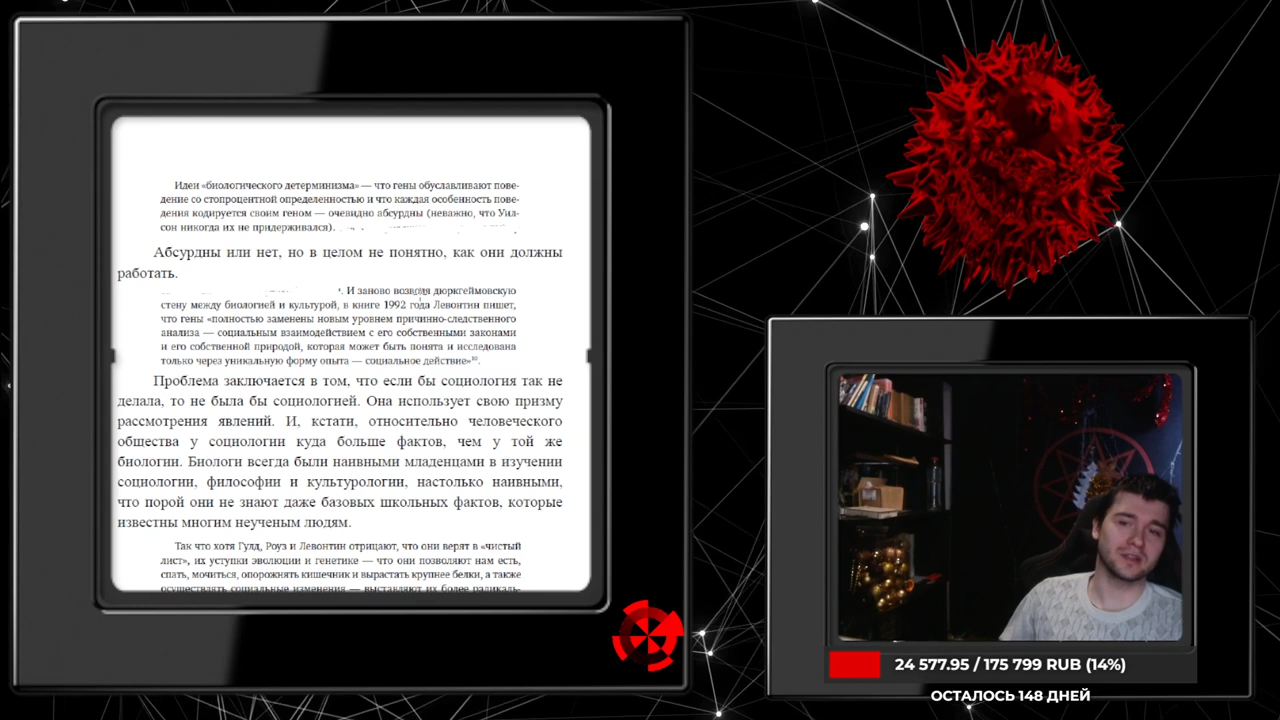 Идеи «биологического детерминизма» — что гены обуславливают пове-
дение со стопроцентной определенностью и что каждая особенность пове-
дения кодируется своим геном — очевидно абсурдны (неважно, что Уил-
сон никогда их не придерживался).
Абсурдны или нет, но в целом не понятно, как они должны
работать.
И заново возводя дюркгеймовскую
стену между биологией и культурой, в книге 1992 года Левонтин пишет,
что гены «полностью заменены новым уровнем причинно-следственного
анализа — социальным взаимодействием с его собственными законами
и его собственной природой, которая может быть понята и исследована
только через уникальную форму опыта — социальное действие»¹⁰.
Проблема заключается в том, что если бы социология так не
делала, то не была бы социологией. Она использует свою призму
рассмотрения явлений. И, кстати, относительно человеческого
общества у социологии куда больше фактов, чем у той же
биологии. Биологи всегда были наивными младенцами в изучении
социологии, философии и культурологии, настолько наивными,
что порой они не знают даже базовых школьных фактов, которые
известны многим неученым людям.
Так что хотя Гулд, Роуз и Левонтин отрицают, что они верят в «чистый
лист», их уступки эволюции и генетике — что они позволяют нам есть,
спать, мочиться, опорожнять кишечник и вырастать крупнее белки, а также
осуществлять социальные изменения — выставляют их более радикаль-
24 577.95 / 175 799 RUB (14%)
ОСТАЛОСЬ 148 ДНЕЙ